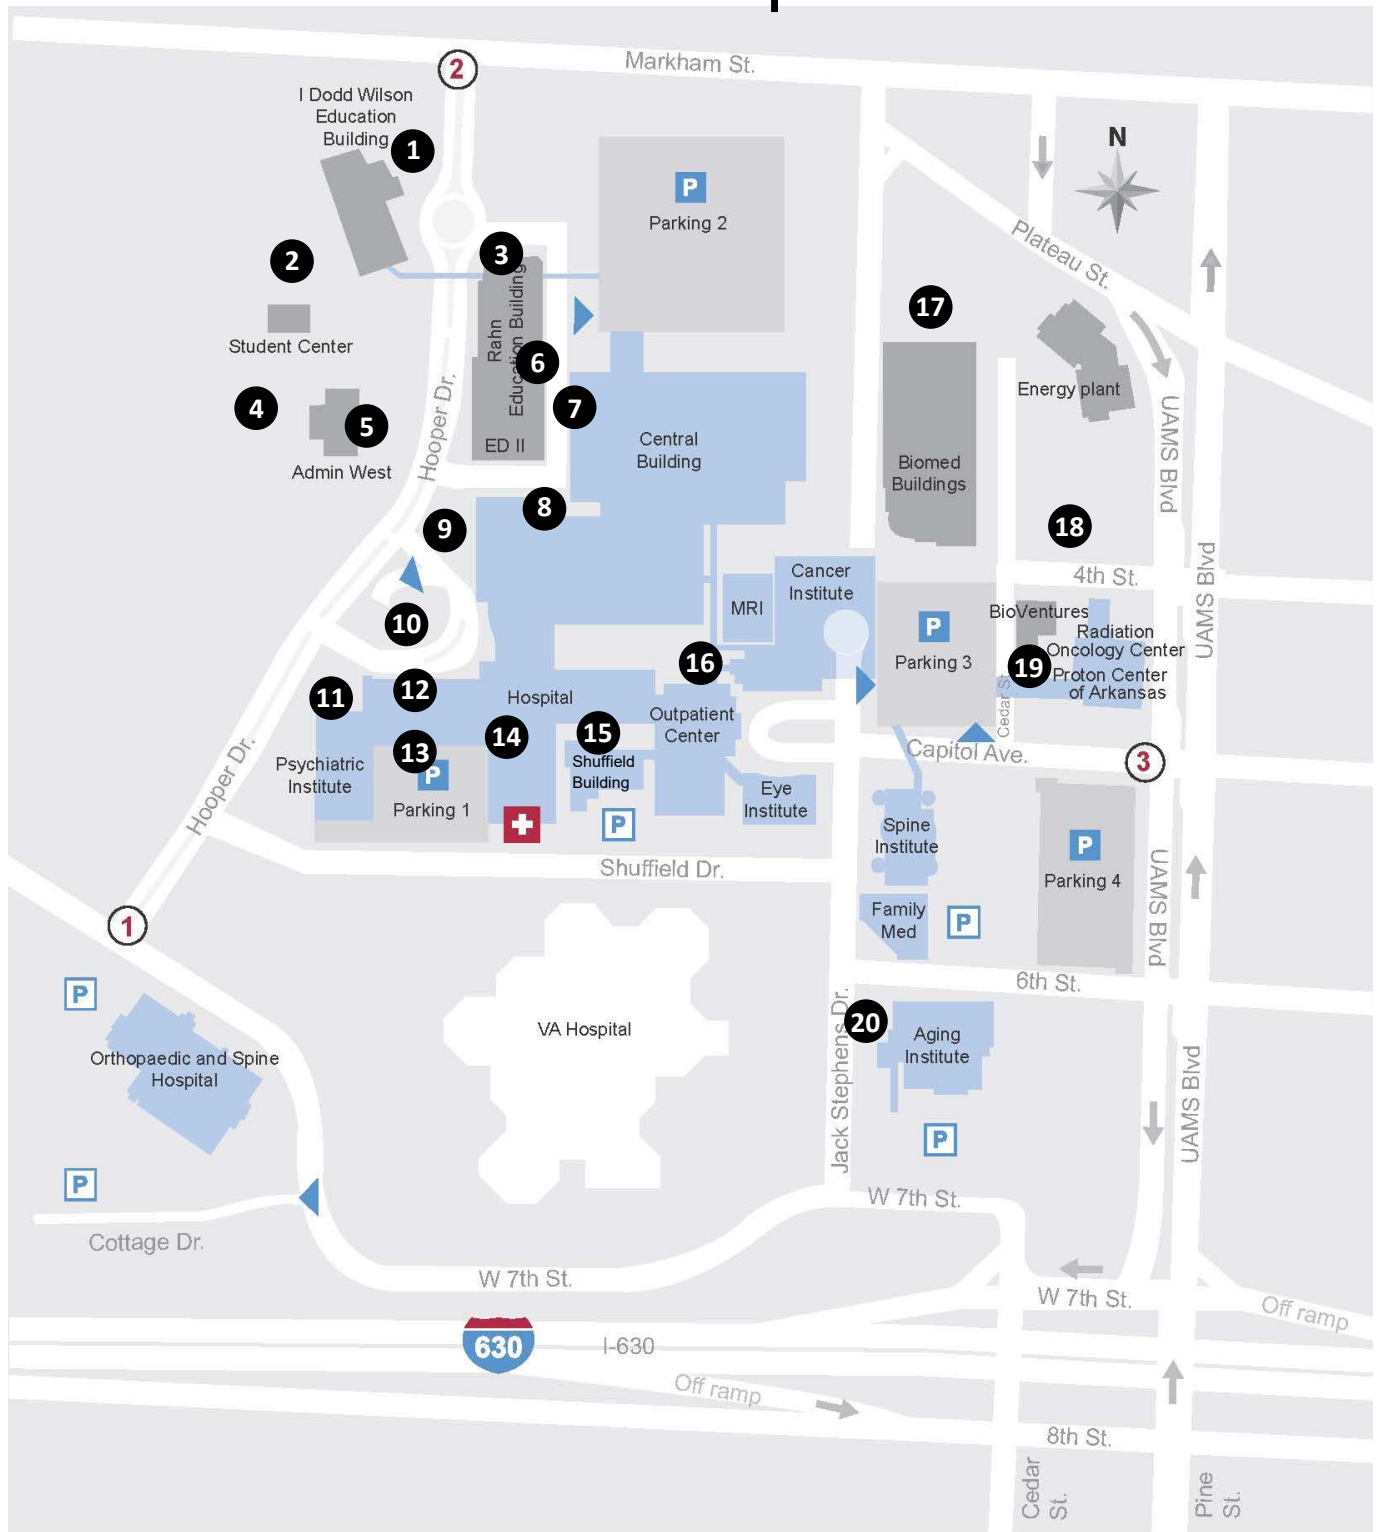 Markham St.
2
I Dodd Wilson
Education
Building
1
N
P
Parking 2
Plateau St.
2
3
17
Rahn
Education Building
6
Student Center
Energy plant
4
5
7
Hooper Dr.
UAMS Blvd
ED II
Central
Building
Biomed
Buildings
Admin West
8
9
18
UAMS Blvd
4th St.
Cancer
Institute
MRI
10
BioVentures
P
Parking 3
Radiation
Oncology Center
19
Proton Center
of Arkansas
16
11
12
Hospital
Cedar St
Outpatient
Center
14
15
13
P
Parking 1
Psychiatric
Institute
Shuffield
Building
Capitol Ave.
3
Hooper Dr.
Eye
Institute
P
Spine
Institute
P
Parking 4
Shuffield Dr.
UAMS Blvd
Family
Med
P
1
6th St.
P
Jack Stephens Dr.
20
VA Hospital
Aging
Institute
Orthopaedic and Spine
Hospital
UAMS Blvd
P
P
W 7th St.
Cottage Dr.
W 7th St.
W 7th St.
Off ramp
630
I-630
Off ramp
8th St.
Cedar
St.
Pine
St.